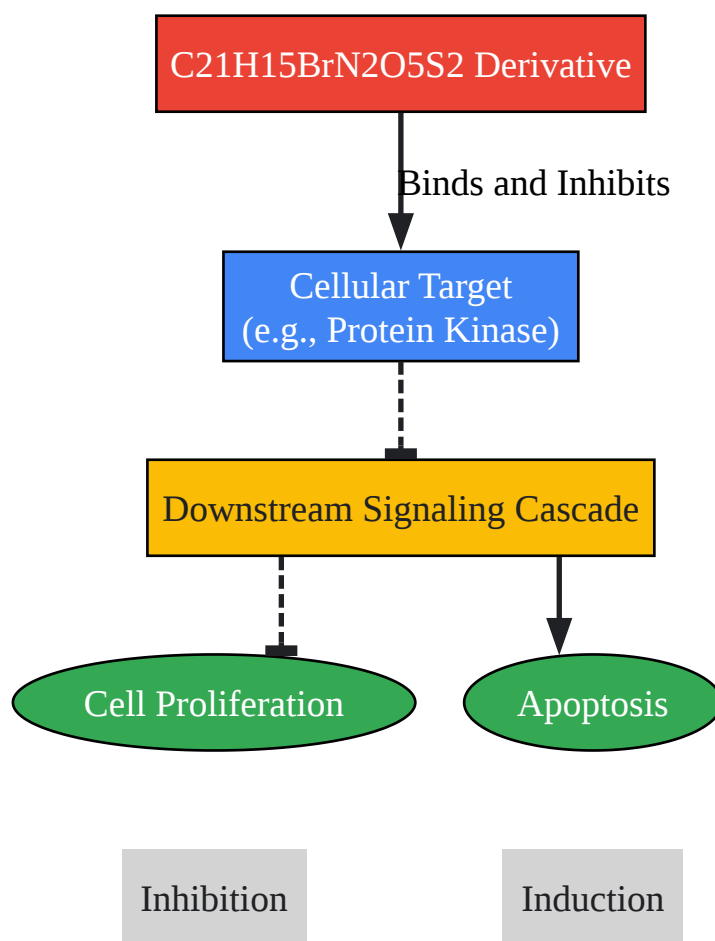 C21H15BrN2O5S2 Derivative
Binds and Inhibits
Cellular Target
(e.g., Protein Kinase)
Downstream Signaling Cascade
Cell Proliferation
Apoptosis
Inhibition
Induction